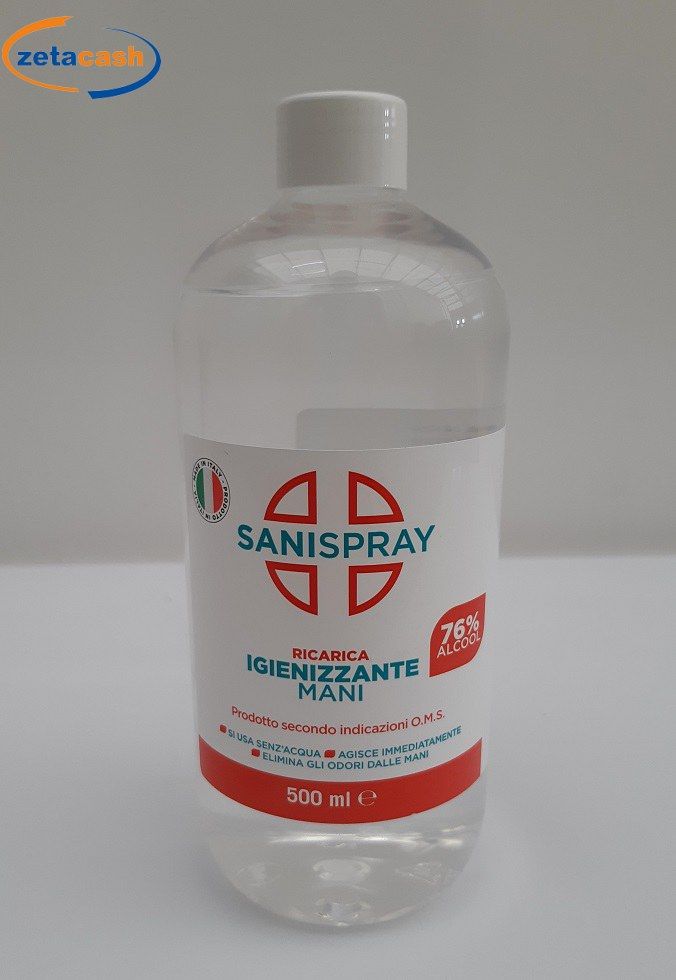 zetacash
MADE IN ITALY - PRODOTTO IN ITALIA -
SANISPRAY
76%
ALCOOL
RICARICA
IGIENIZZANTE
MANI
Prodotto secondo indicazioni O.M.S.
SI USA SENZ'ACQUA AGISCE IMMEDIATAMENTE
ELIMINA GLI ODORI DALLE MANI
500 ml ℮